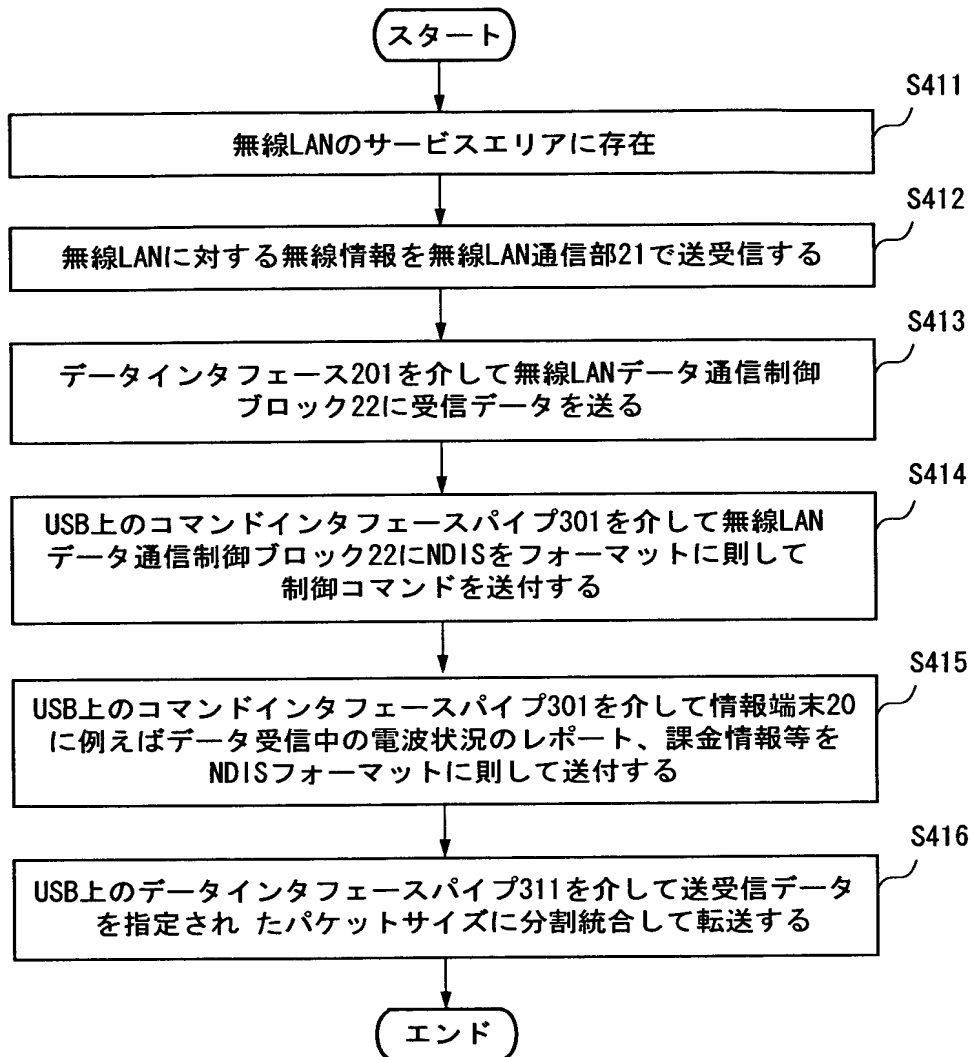 スタート
S411
無線LANのサービスエリアに存在
S412
無線LANに対する無線情報を無線LAN通信部21で送受信する
S413
データインタフェース201を介して無線LANデータ通信制御
ブロック22に受信データを送る
S414
USB上のコマンドインタフェースパイプ301を介して無線LAN
データ通信制御ブロック22にNDISをフォーマットに則して
制御コマンドを送付する
S415
USB上のコマンドインタフェースパイプ301を介して情報端末20
に例えばデータ受信中の電波状況のレポート、課金情報等を
NDISフォーマットに則して送付する
S416
USB上のデータインタフェースパイプ311を介して送受信データ
を指定され たパケットサイズに分割統合して転送する
エンド